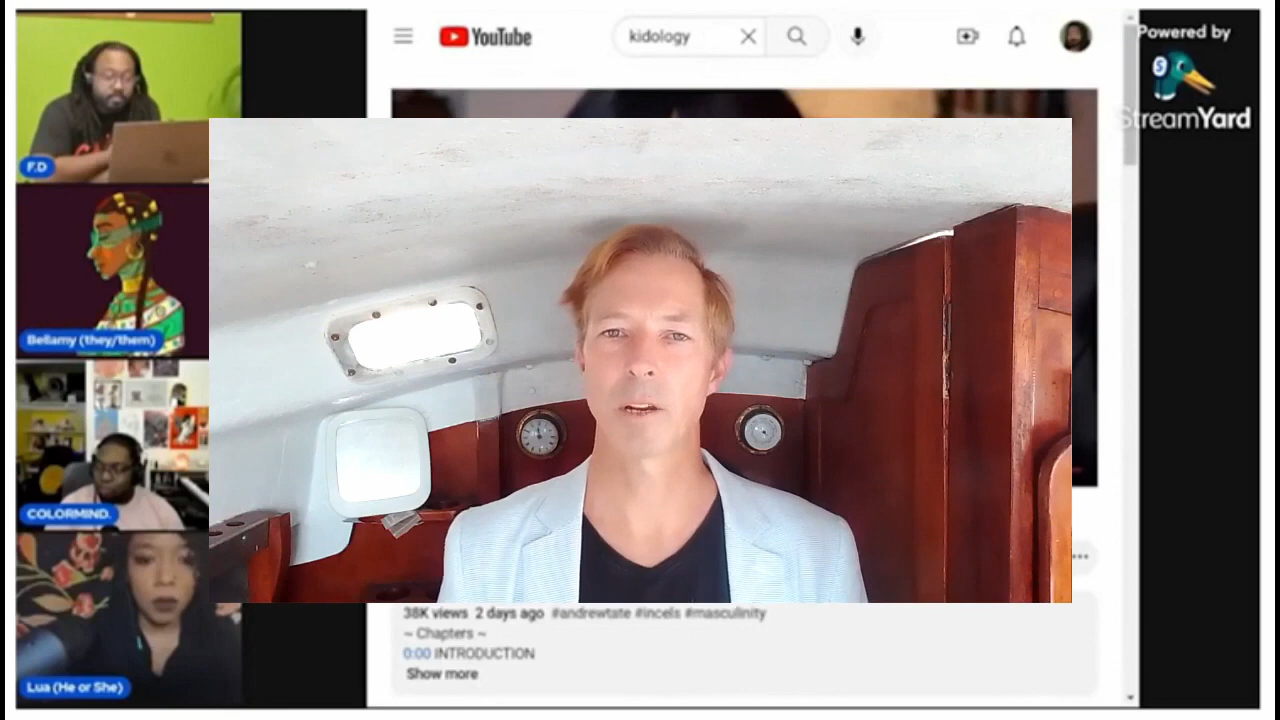 YouTube
kidology
Powered by
StreamYard
F.D
Bellamy (they/them)
COLORMIND.
Lua (He or She)
38K views 2 days ago #andrewtate #incels #masculinity
~ Chapters ~
0:00 INTRODUCTION
Show more